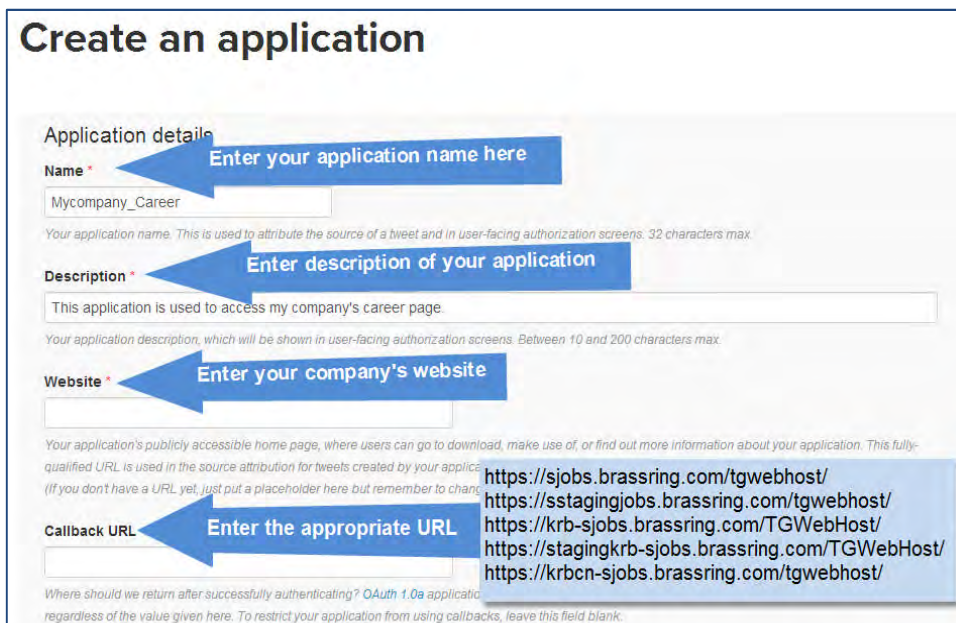 Create an application
Application details
Enter your application name here
Name *
Mycompany_Career
Your application name. This is used to attribute the source of a tweet and in user-facing authorization screens. 32 characters max.
Enter description of your application
Description *
This application is used to access my company's career page.
Your application description, which will be shown in user-facing authorization screens. Between 10 and 200 characters max.
Enter your company's website
Website *
Your application's publicly accessible home page, where users can go to download, make use of, or find out more information about your application. This fully-
qualified URL is used in the source attribution for tweets created by your
(If you don't have a URL yet, just put a placeholder here but remember to
https://sjobs.brassring.com/tgwebhost/
https://sstagingjobs.brassring.com/tgwebhost/
https://krb-sjobs.brassring.com/TGWebHost/
https://stagingkrb-sjobs.brassring.com/TGWebHost/
https://krbcn-sjobs.brassring.com/tgwebhost/
Callback URL
Enter the appropriate URL
Where should we return after successfully authenticating? OAuth 1.0a
regardless of the value given here. To restrict your application from using callbacks, leave this field blank.